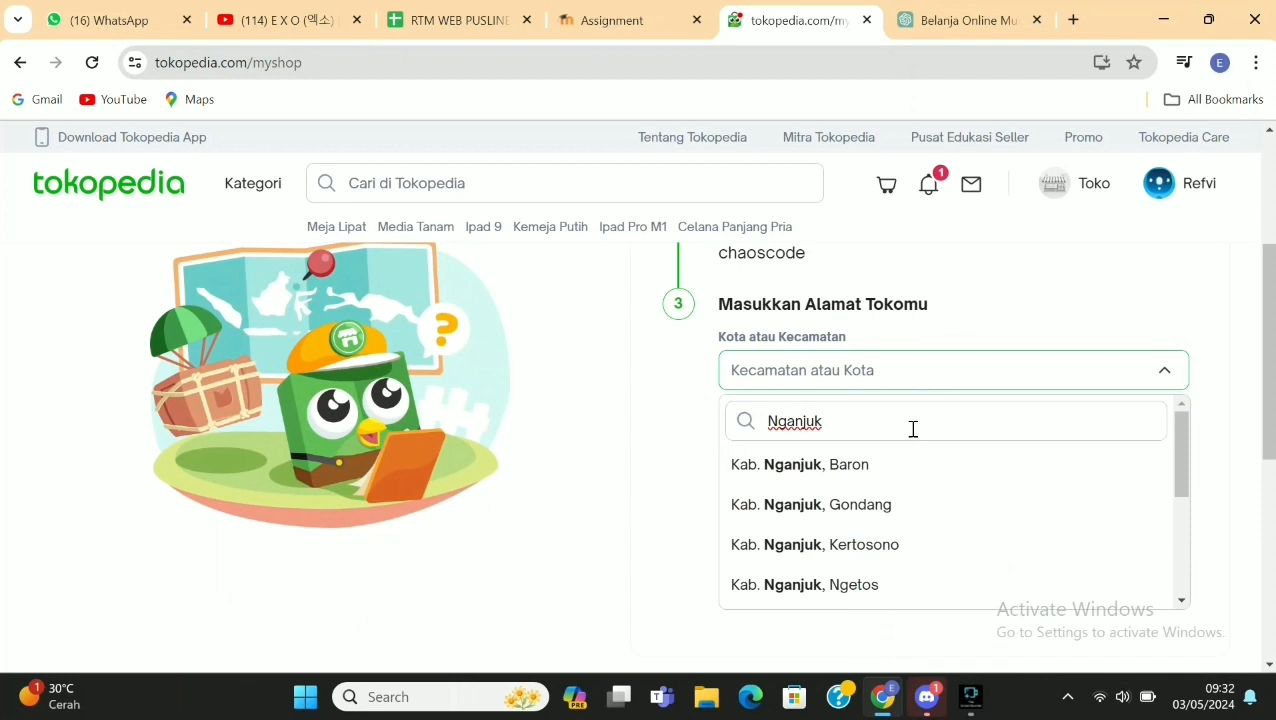 (16) WhatsApp
(114) E X O (엑소)
RTM WEB PUSLINE
Assignment
tokopedia.com/my
Belanja Online Mu
tokopedia.com/myshop
E
Gmail
YouTube
Maps
All Bookmarks
Download Tokopedia App
Tentang Tokopedia
Mitra Tokopedia
Pusat Edukasi Seller
Promo
Tokopedia Care
tokopedia
Kategori
Cari di Tokopedia
1
Toko
Refvi
Meja Lipat
Media Tanam
Ipad 9
Kemeja Putih
Ipad Pro M1
Celana Panjang Pria
chaoscode
3
Masukkan Alamat Tokomu
Kota atau Kecamatan
Kecamatan atau Kota
Nganjuk
Kab. Nganjuk, Baron
Kab. Nganjuk, Gondang
Kab. Nganjuk, Kertosono
Kab. Nganjuk, Ngetos
?
Activate Windows
Go to Settings to activate Windows.
1
30°C
Cerah
Search
PRE
E
1
09:32
03/05/2024